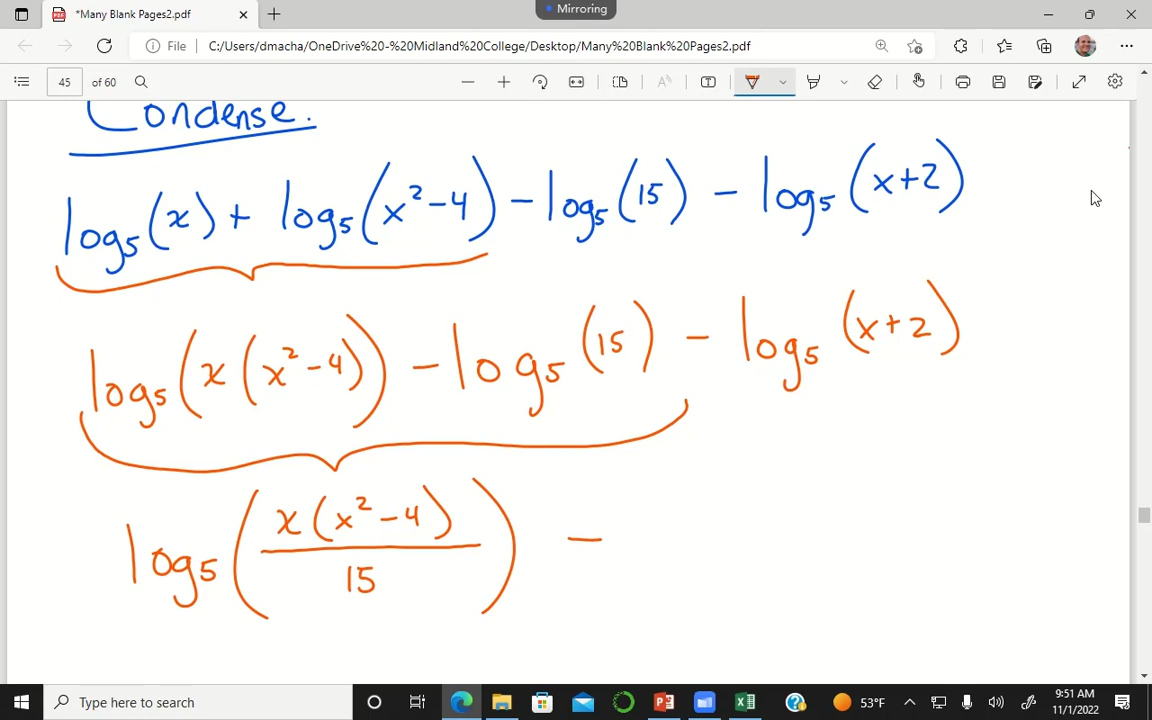 Mirroring
*Many Blank Pages2.pdf
File C:/Users/dmacha/OneDrive%20-%20Midland%20College/Desktop/Many%20Blank%20Pages2.pdf
45 of 60
Condense.
log₅(x) + log₅(x²-4) - log₅(15) - log₅(x+2)
log₅(x(x²-4)) - log₅(15) - log₅(x+2)
log₅(x(x²-4)/15) -
Type here to search
53°F
9:51 AM
11/1/2022